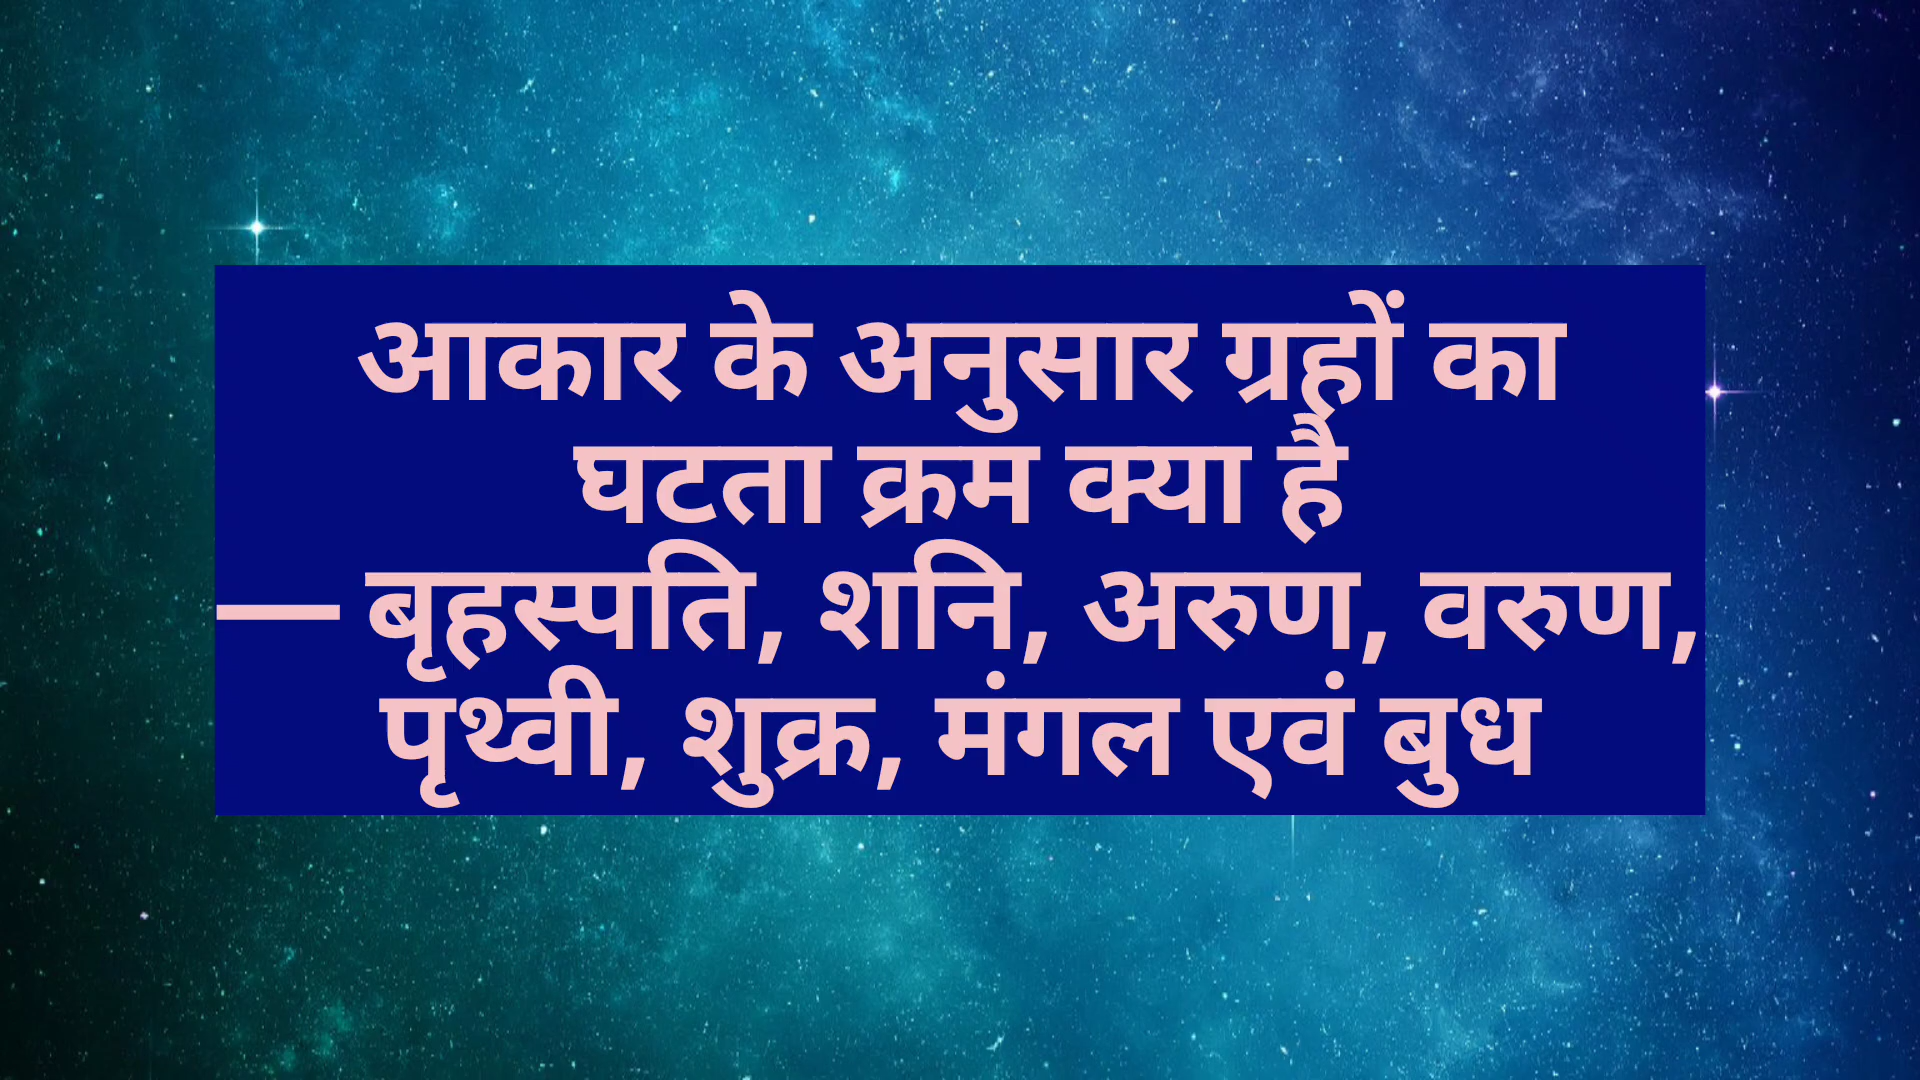 आकार के अनुसार ग्रहों का
घटता क्रम क्या है
— बृहस्पति, शनि, अरुण, वरुण,
पृथ्वी, शुक्र, मंगल एवं बुध